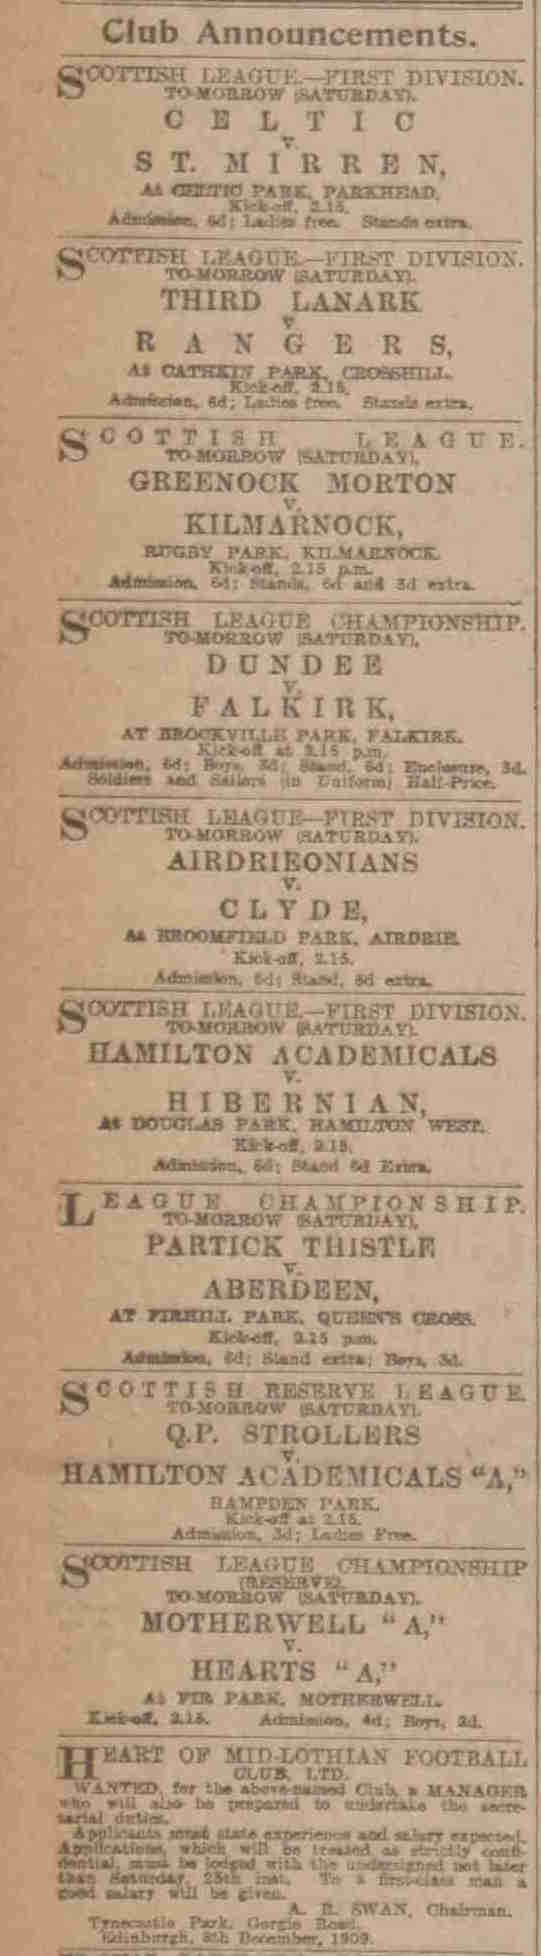 Club Announcements.
SCOTTISH LEAGUE.—FIRST DIVISION.
TO-MORROW (SATURDAY).
CELTIC
v.
ST. MIRREN,
At CELTIC PARK, PARKHEAD.
Kick-off, 2.15.
Admission, 6d; Ladies free. Stands extra.
SCOTTISH LEAGUE.—FIRST DIVISION.
TO-MORROW (SATURDAY).
THIRD LANARK
v
RANGERS,
At CATHKIN PARK, CROSSHILL.
Kick-off, 2.15.
Admission, 6d; Ladies free. Stands extra.
SCOTTISH LEAGUE.
TO-MORROW (SATURDAY),
GREENOCK MORTON
v.
KILMARNOCK,
RUGBY PARK, KILMARNOCK.
Kick-off, 2.15 p.m.
Admission, 6d; Stands, 6d and 3d extra.
SCOTTISH LEAGUE CHAMPIONSHIP.
TO-MORROW (SATURDAY),
DUNDEE
v.
FALKIRK,
AT BROCKVILLE PARK, FALKIRK.
Kick-off at 2.15 p.m.
Admission, 6d; Boys, 3d; Stand, 6d; Enclosure, 3d.
Soldiers and Sailors (in Uniform) Half-Price.
SCOTTISH LEAGUE—FIRST DIVISION.
TO-MORROW (SATURDAY).
AIRDRIEONIANS
v.
CLYDE,
At BROOMFIELD PARK, AIRDRIE.
Kick-off, 2.15.
Admission, 6d; Stand, 6d extra.
SCOTTISH LEAGUE.—FIRST DIVISION.
TO-MORROW (SATURDAY).
HAMILTON ACADEMICALS
v.
HIBERNIAN,
At DOUGLAS PARK, HAMILTON WEST.
Kick-off, 2.15.
Admission, 6d; Stand 6d Extra.
LEAGUE CHAMPIONSHIP.
TO-MORROW (SATURDAY),
PARTICK THISTLE
v.
ABERDEEN,
AT FIRHILL PARK, QUEEN'S CROSS.
Kick-off, 2.15 p.m.
Admission, 6d; Stand extra; Boys, 3d.
SCOTTISH RESERVE LEAGUE.
TO-MORROW (SATURDAY).
Q.P. STROLLERS
v.
HAMILTON ACADEMICALS "A,"
HAMPDEN PARK.
Kick-off at 2.15.
Admission, 3d; Ladies Free.
SCOTTISH LEAGUE CHAMPIONSHIP
(RESERVE).
TO-MORROW (SATURDAY).
MOTHERWELL "A,"
v.
HEARTS "A,"
At FIR PARK, MOTHERWELL.
Kick-off, 2.15. Admission, 4d; Boys, 2d.
HEART OF MID-LOTHIAN FOOTBALL
CLUB, LTD.
WANTED, for the above-named Club, a MANAGER
who will also be prepared to undertake the secre-
tarial duties.
Applicants must state experience and salary expected.
Applications, which will be treated as strictly confi-
dential, must be lodged with the undersigned not later
than Saturday, 25th inst. To a first-class man a
good salary will be given.
A. R. SWAN, Chairman.
Tynecastle Park, Gorgie Road,
Edinburgh, 8th December, 1909.